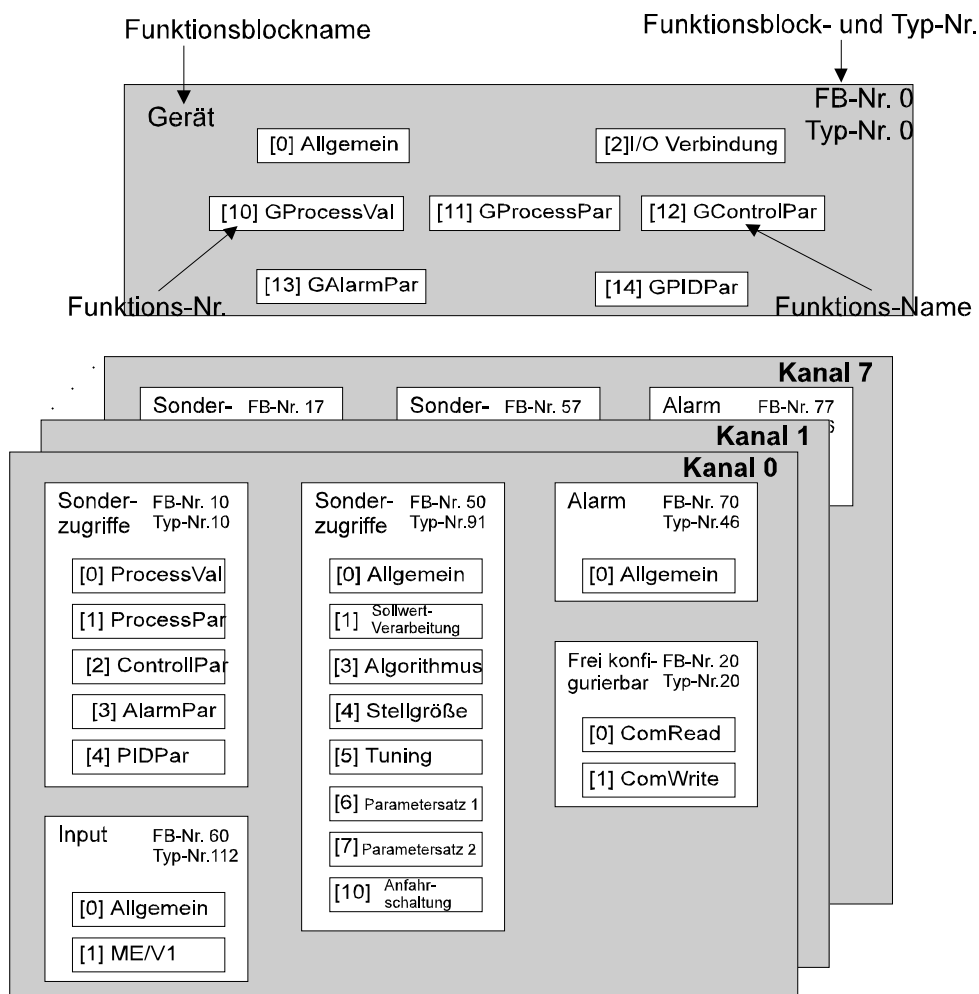 Funktionsblockname
Funktionsblock- und Typ-Nr.
Gerät
FB-Nr. 0
Typ-Nr. 0
[0] Allgemein
[2]I/O Verbindung
[10] GProcessVal
[11] GProcessPar
[12] GControlPar
[13] GAlarmPar
[14] GPIDPar
Funktions-Nr.
Funktions-Name
Kanal 7
Sonder- FB-Nr. 17
Sonder- FB-Nr. 57
Alarm FB-Nr. 77
6
Kanal 1
Kanal 0
Sonder- FB-Nr. 10
zugriffe Typ-Nr.10
[0] ProcessVal
[1] ProcessPar
[2] ControllPar
[3] AlarmPar
[4] PIDPar
Sonder- FB-Nr. 50
zugriffe Typ-Nr.91
[0] Allgemein
[1] Sollwert-
Verarbeitung
[3] Algorithmus
[4] Stellgröße
[5] Tuning
[6] Parametersatz 1
[7] Parametersatz 2
[10] Anfahr-
schaltung
Alarm FB-Nr. 70
Typ-Nr.46
[0] Allgemein
Frei konfi- FB-Nr. 20
gurierbar Typ-Nr.20
[0] ComRead
[1] ComWrite
Input FB-Nr. 60
Typ-Nr.112
[0] Allgemein
[1] ME/V1